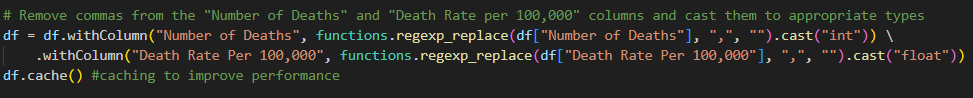 # Remove commas from the "Number of Deaths" and "Death Rate per 100,000" columns and cast them to appropriate types
df = df.withColumn("Number of Deaths", functions.regexp_replace(df["Number of Deaths"], ",", "").cast("int")) \
.withColumn("Death Rate Per 100,000", functions.regexp_replace(df["Death Rate Per 100,000"], ",", "").cast("float"))
df.cache() #caching to improve performance